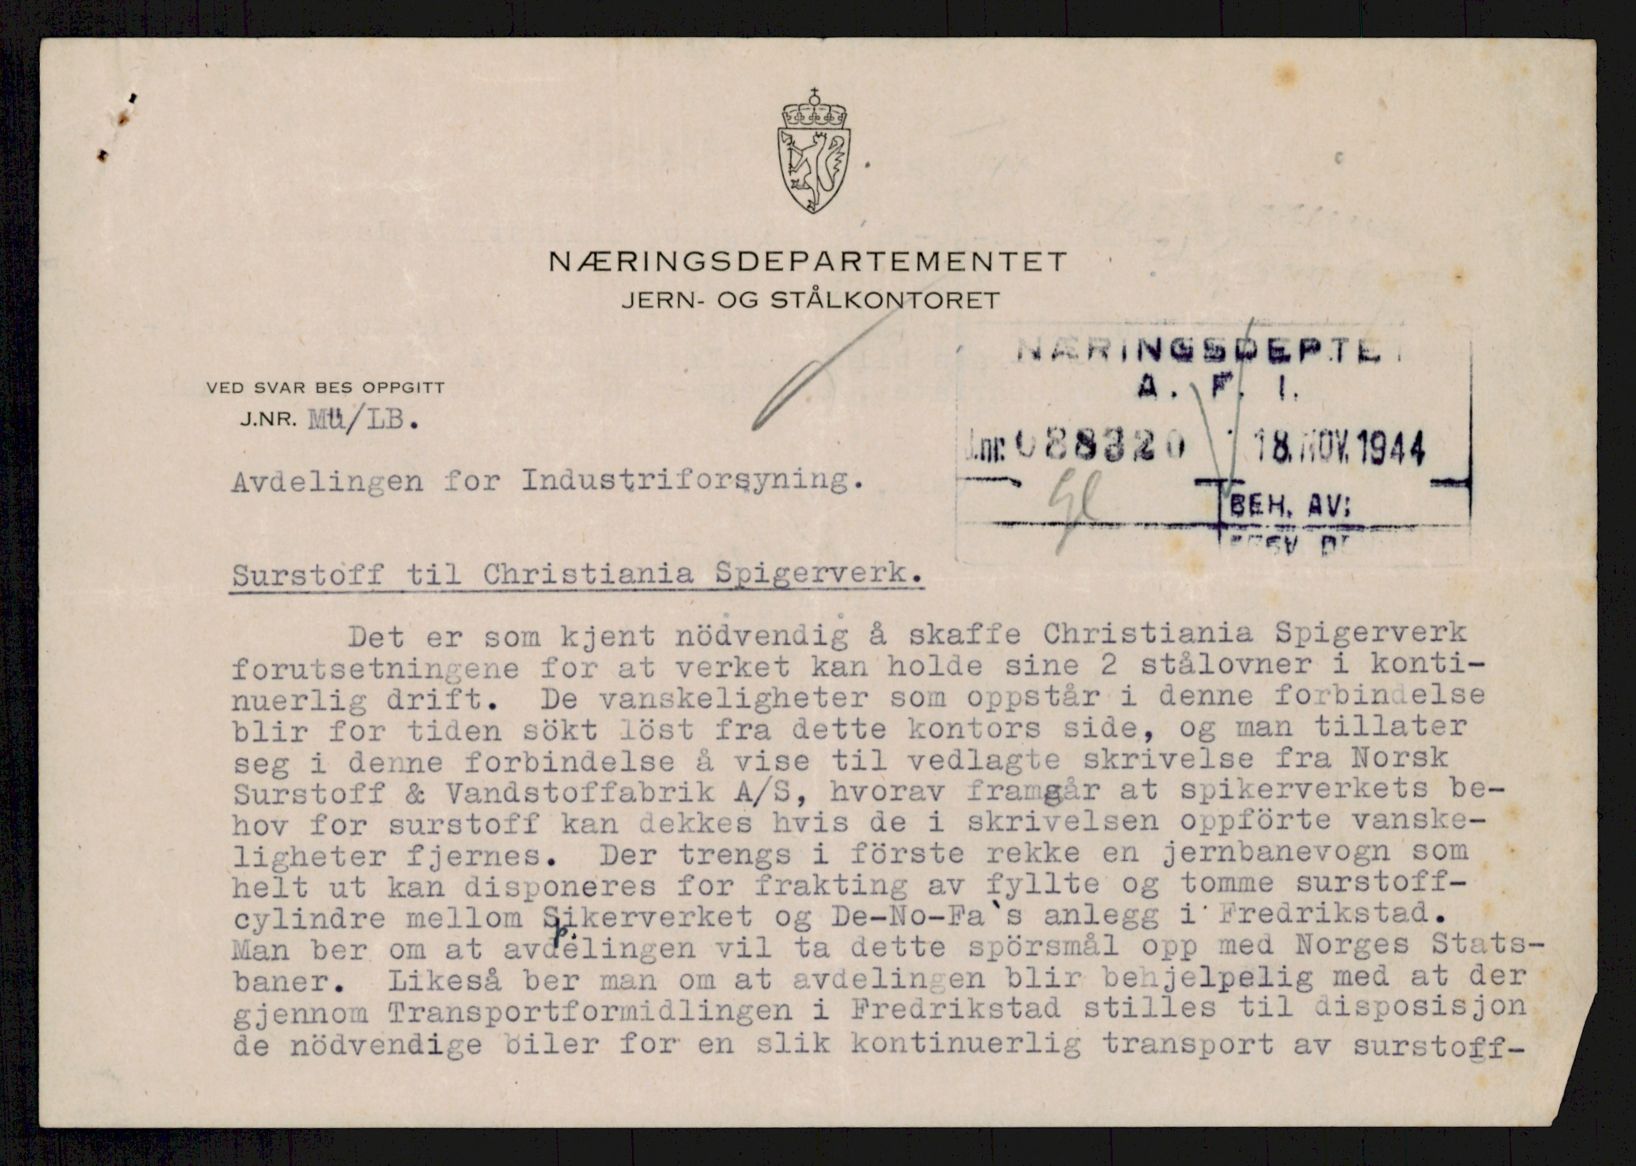 NÆRINGSDEPARTEMENTET
JERN- OG STÅLKONTORET
NÆRINGSDEPTET
A. F. I.
J.nr. 088320 18. NOV. 1944
BEH. AV:
VED SVAR BES OPPGITT
J.NR. Mü/LB.
Avdelingen for Industriforsyning.
Surstoff til Christiania Spigerverk.
Det er som kjent nödvendig å skaffe Christiania Spigerverk
forutsetningene for at verket kan holde sine 2 stålovner i konti-
nuerlig drift. De vanskeligheter som oppstår i denne forbindelse
blir for tiden sökt löst fra dette kontors side, og man tillater
seg i denne forbindelse å vise til vedlagte skrivelse fra Norsk
Surstoff & Vandstoffabrik A/S, hvorav framgår at spikerverkets be-
hov for surstoff kan dekkes hvis de i skrivelsen oppförte vanske-
ligheter fjernes. Der trengs i förste rekke en jernbanevogn som
helt ut kan disponeres for frakting av fyllte og tomme surstoff-
cylindre mellom Spikerverket og De-No-Fa`s anlegg i Fredrikstad.
Man ber om at avdelingen vil ta dette spörsmål opp med Norges Stats-
baner. Likeså ber man om at avdelingen blir behjelpelig med at der
gjennom Transportformidlingen i Fredrikstad stilles til disposisjon
de nödvendige biler for en slik kontinuerlig transport av surstoff-